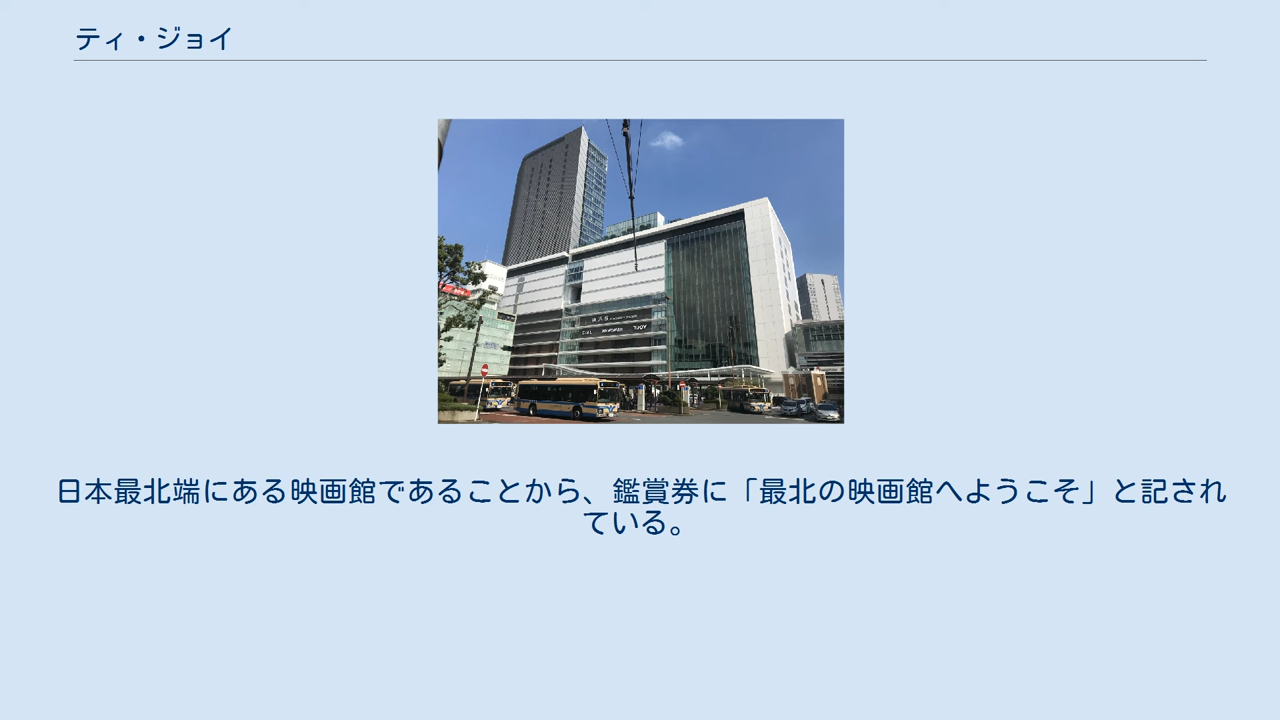 ティ・ジョイ
T・JOY
日本最北端にある映画館であることから、鑑賞券に「最北の映画館へようこそ」と記され
ている。